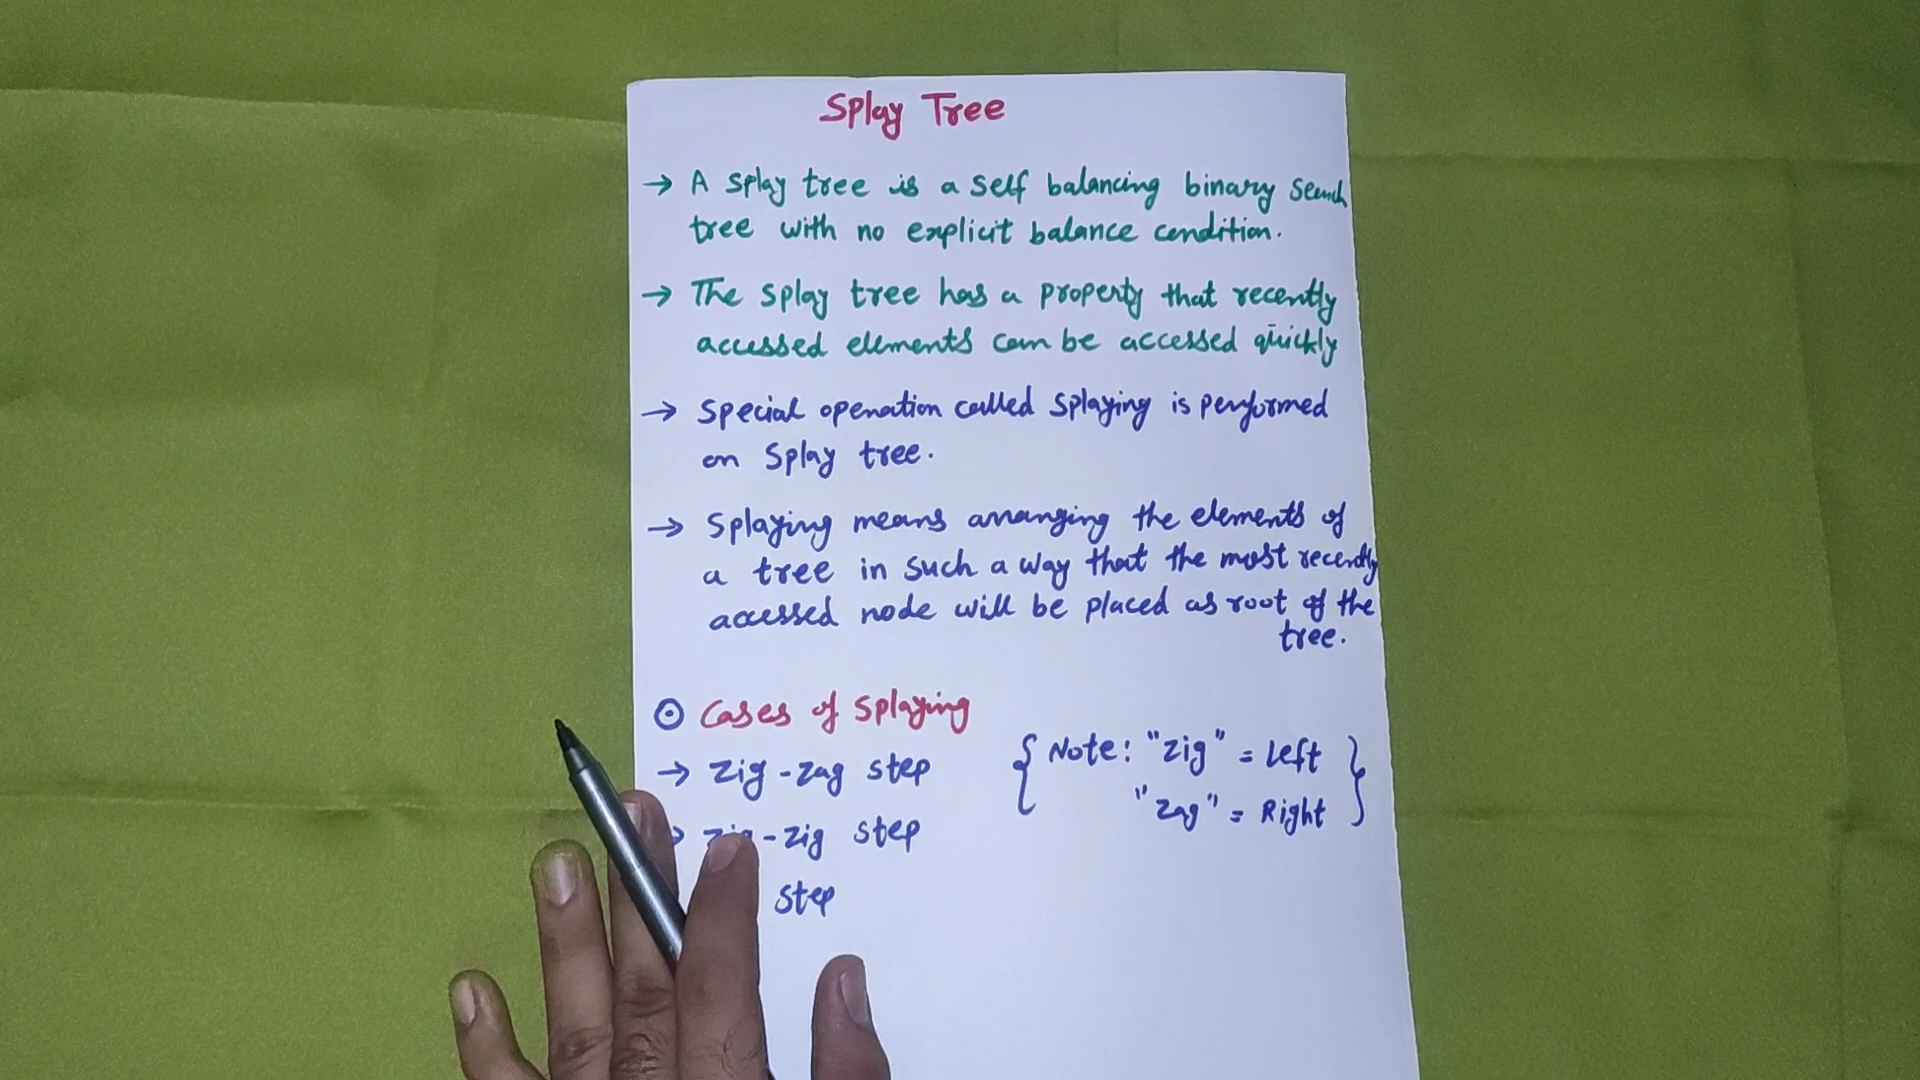 Splay Tree
→ A splay tree is a self balancing binary search
tree with no explicit balance condition.
→ The splay tree has a property that recently
accessed elements can be accessed quickly
→ Special operation called splaying is performed
on splay tree.
→ Splaying means arranging the elements of
a tree in such a way that the most recently
accessed node will be placed as root of the
tree.
⊙ Cases of splaying
→ Zig-zag step
{ Note: "Zig" = Left }
"Zag" = Right
-zig step
step